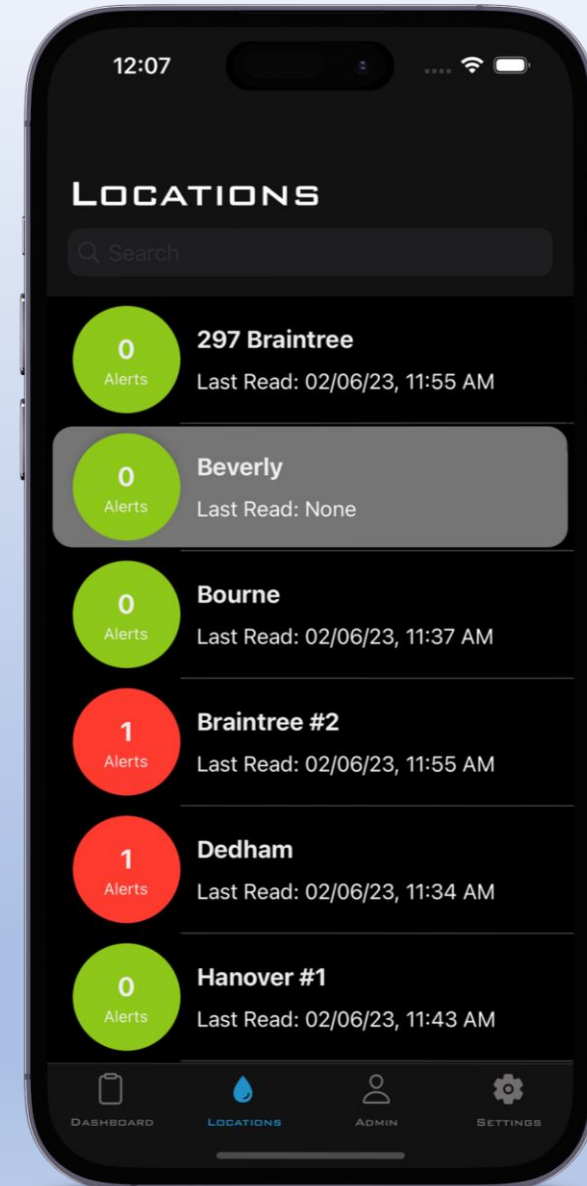 12:07
LOCATIONS
Search
0
Alerts
297 Braintree
Last Read: 02/06/23, 11:55 AM
0
Alerts
Beverly
Last Read: None
0
Alerts
Bourne
Last Read: 02/06/23, 11:37 AM
1
Alerts
Braintree #2
Last Read: 02/06/23, 11:55 AM
1
Alerts
Dedham
Last Read: 02/06/23, 11:34 AM
0
Alerts
Hanover #1
Last Read: 02/06/23, 11:43 AM
DASHBOARD LOCATIONS ADMIN SETTINGS